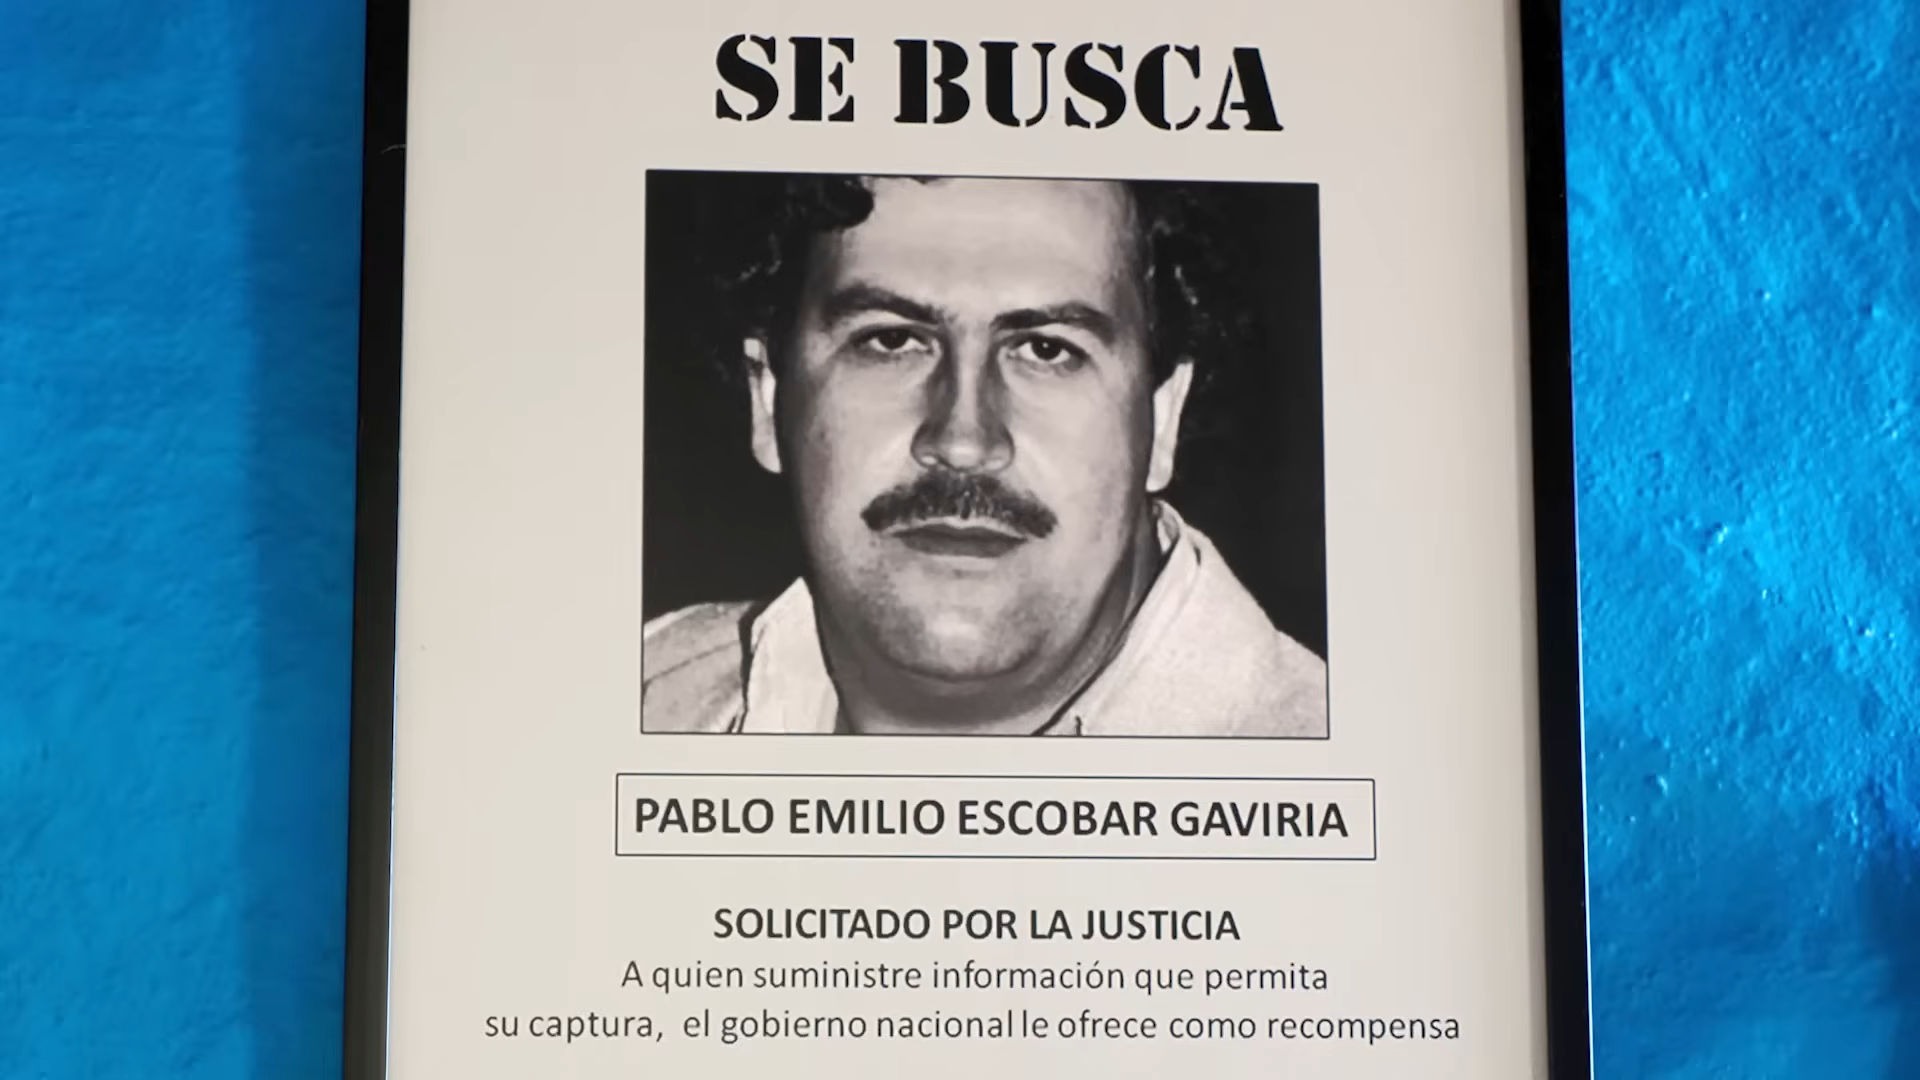 SE BUSCA
PABLO EMILIO ESCOBAR GAVIRIA
SOLICITADO POR LA JUSTICIA
A quien suministre información que permita
su captura, el gobierno nacional le ofrece como recompensa